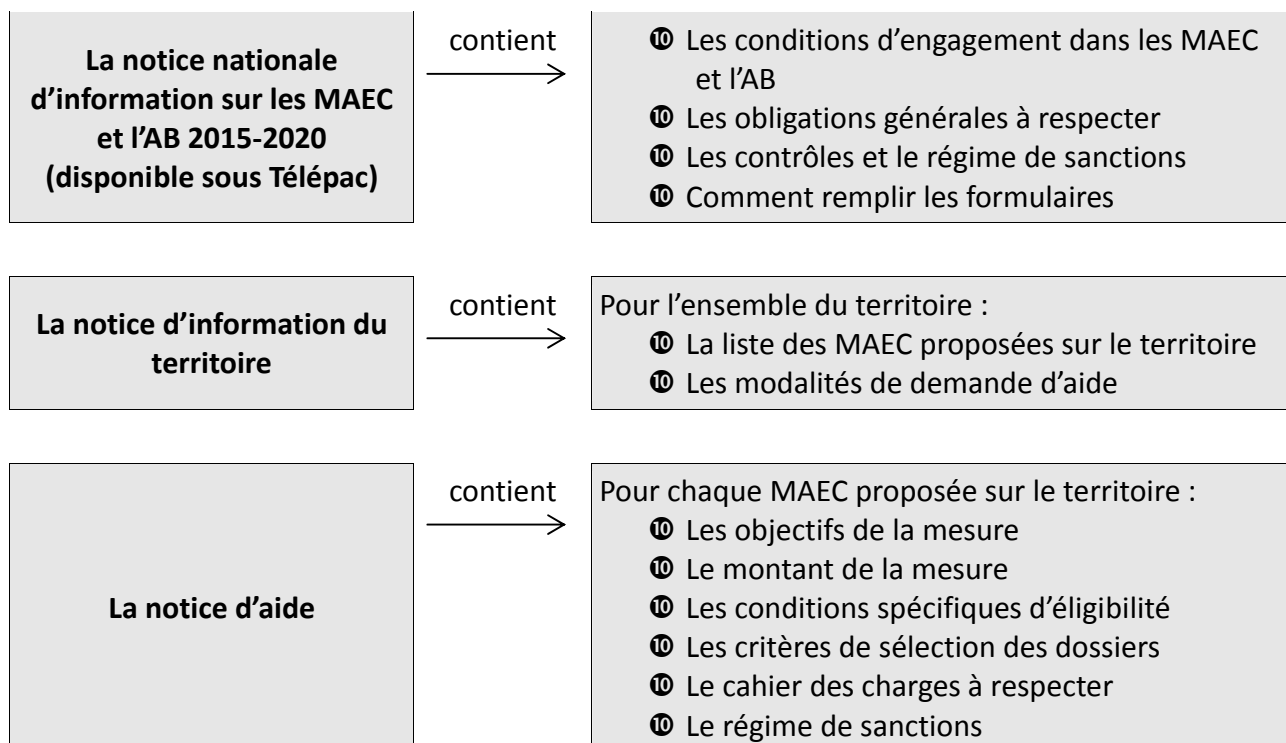 La notice nationale
d'information sur les MAEC
et l'AB 2015-2020
(disponible sous Télépac)
contient
❿ Les conditions d'engagement dans les MAEC
et l'AB
❿ Les obligations générales à respecter
❿ Les contrôles et le régime de sanctions
❿ Comment remplir les formulaires
La notice d'information du
territoire
contient
Pour l'ensemble du territoire :
❿ La liste des MAEC proposées sur le territoire
❿ Les modalités de demande d'aide
La notice d'aide
contient
Pour chaque MAEC proposée sur le territoire :
❿ Les objectifs de la mesure
❿ Le montant de la mesure
❿ Les conditions spécifiques d'éligibilité
❿ Les critères de sélection des dossiers
❿ Le cahier des charges à respecter
❿ Le régime de sanctions